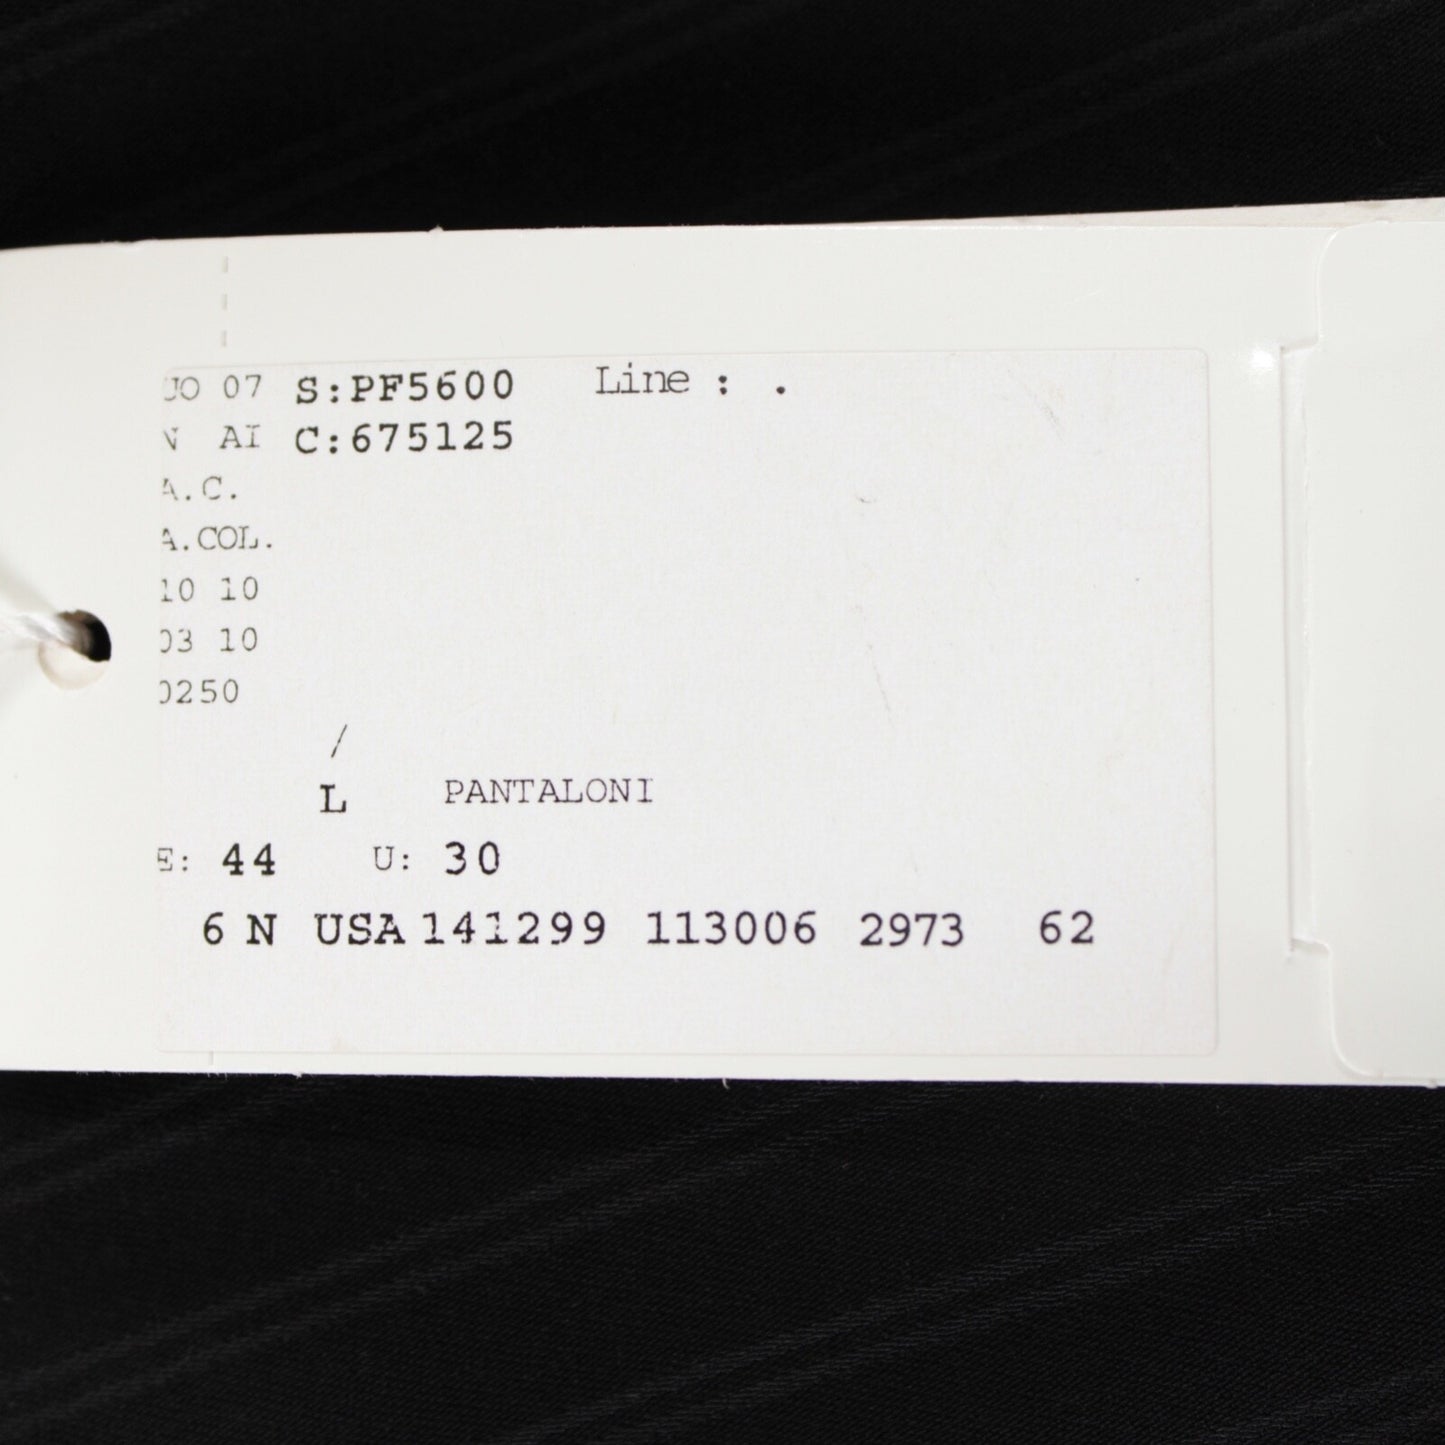 JO 07 S:PF5600 Line : .
N AI C:675125
A.C.
A.COL.
10 10
03 10
0250
/
L PANTALONI
E: 44 U: 30
6 N USA 141299 113006 2973 62